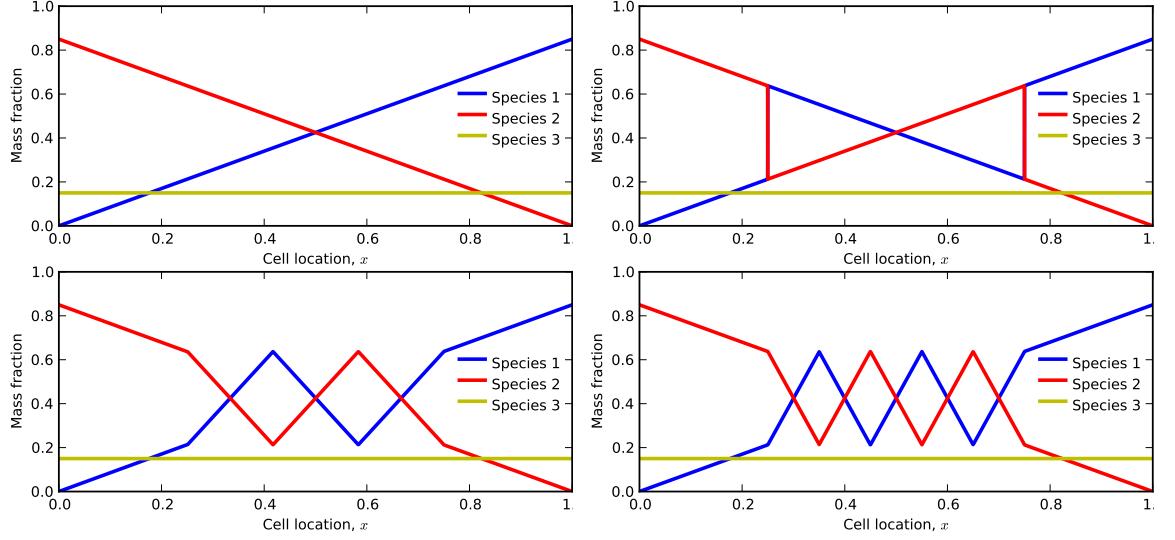 Mass fraction
1.0
0.8
0.6
0.4
0.2
0.0
Species 1
Species 2
Species 3
0.0 0.2 0.4 0.6 0.8 1.
Cell location, x
Mass fraction
1.0
0.8
0.6
0.4
0.2
0.0
Species 1
Species 2
Species 3
0.0 0.2 0.4 0.6 0.8 1.
Cell location, x
Mass fraction
1.0
0.8
0.6
0.4
0.2
0.0
Species 1
Species 2
Species 3
0.0 0.2 0.4 0.6 0.8 1.
Cell location, x
Mass fraction
1.0
0.8
0.6
0.4
0.2
0.0
Species 1
Species 2
Species 3
0.0 0.2 0.4 0.6 0.8 1.
Cell location, x